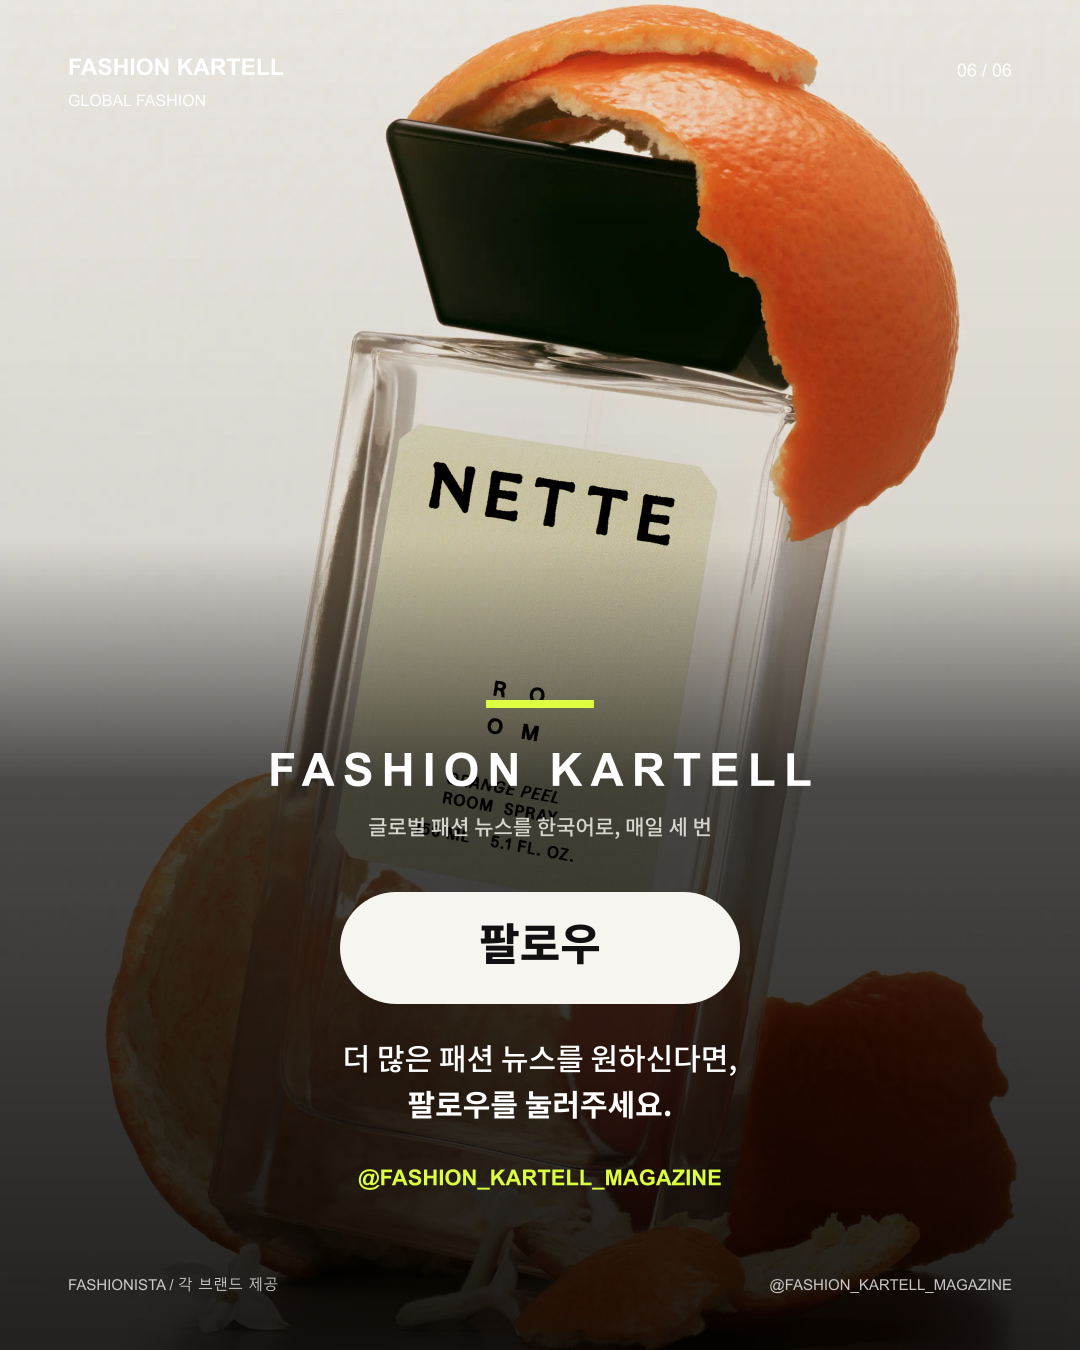 FASHION KARTELL
06 / 06
GLOBAL FASHION
NETTE
R O
O M
FASHION KARTELL
ORANGE PEEL
ROOM SPRAY
글로벌 패션 뉴스를 한국어로, 매일 세 번
5.1 FL. OZ.
팔로우
더 많은 패션 뉴스를 원하신다면,
팔로우를 눌러주세요.
@FASHION_KARTELL_MAGAZINE
FASHIONISTA / 각 브랜드 제공
@FASHION_KARTELL_MAGAZINE